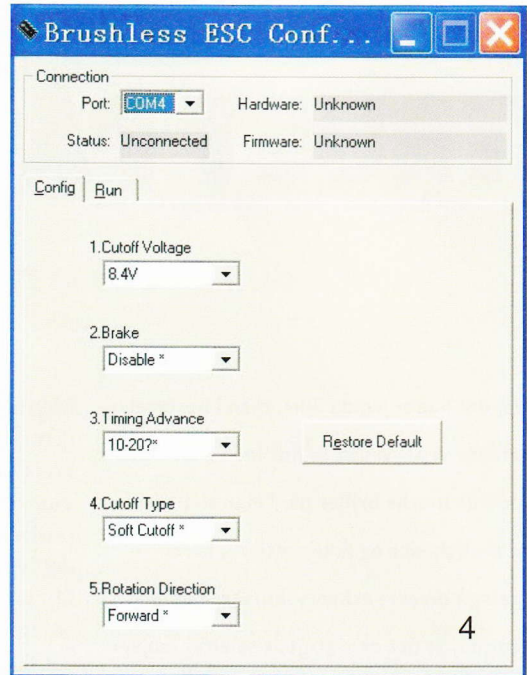 Brushless ESC Conf...
Connection
Port: COM4 Hardware: Unknown
Status: Unconnected Firmware: Unknown
Config Run
1.Cutoff Voltage
8.4V
2.Brake
Disable *
3.Timing Advance
10-20?*
Restore Default
4.Cutoff Type
Soft Cutoff *
5.Rotation Direction
Forward *
4